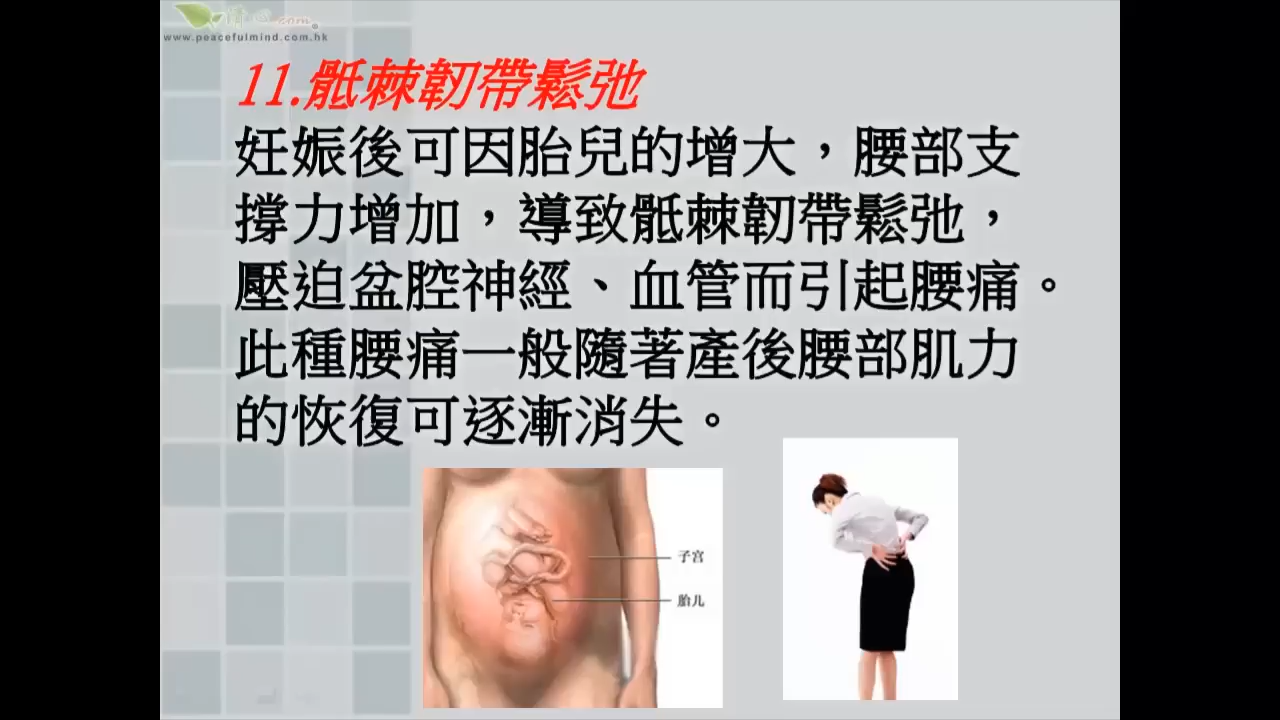 清心.com®
www.peacefulmind.com.hk
11.骶棘韌帶鬆弛
妊娠後可因胎兒的增大，腰部支
撐力增加，導致骶棘韌帶鬆弛，
壓迫盆腔神經、血管而引起腰痛。
此種腰痛一般隨著產後腰部肌力
的恢復可逐漸消失。
子宫
胎儿